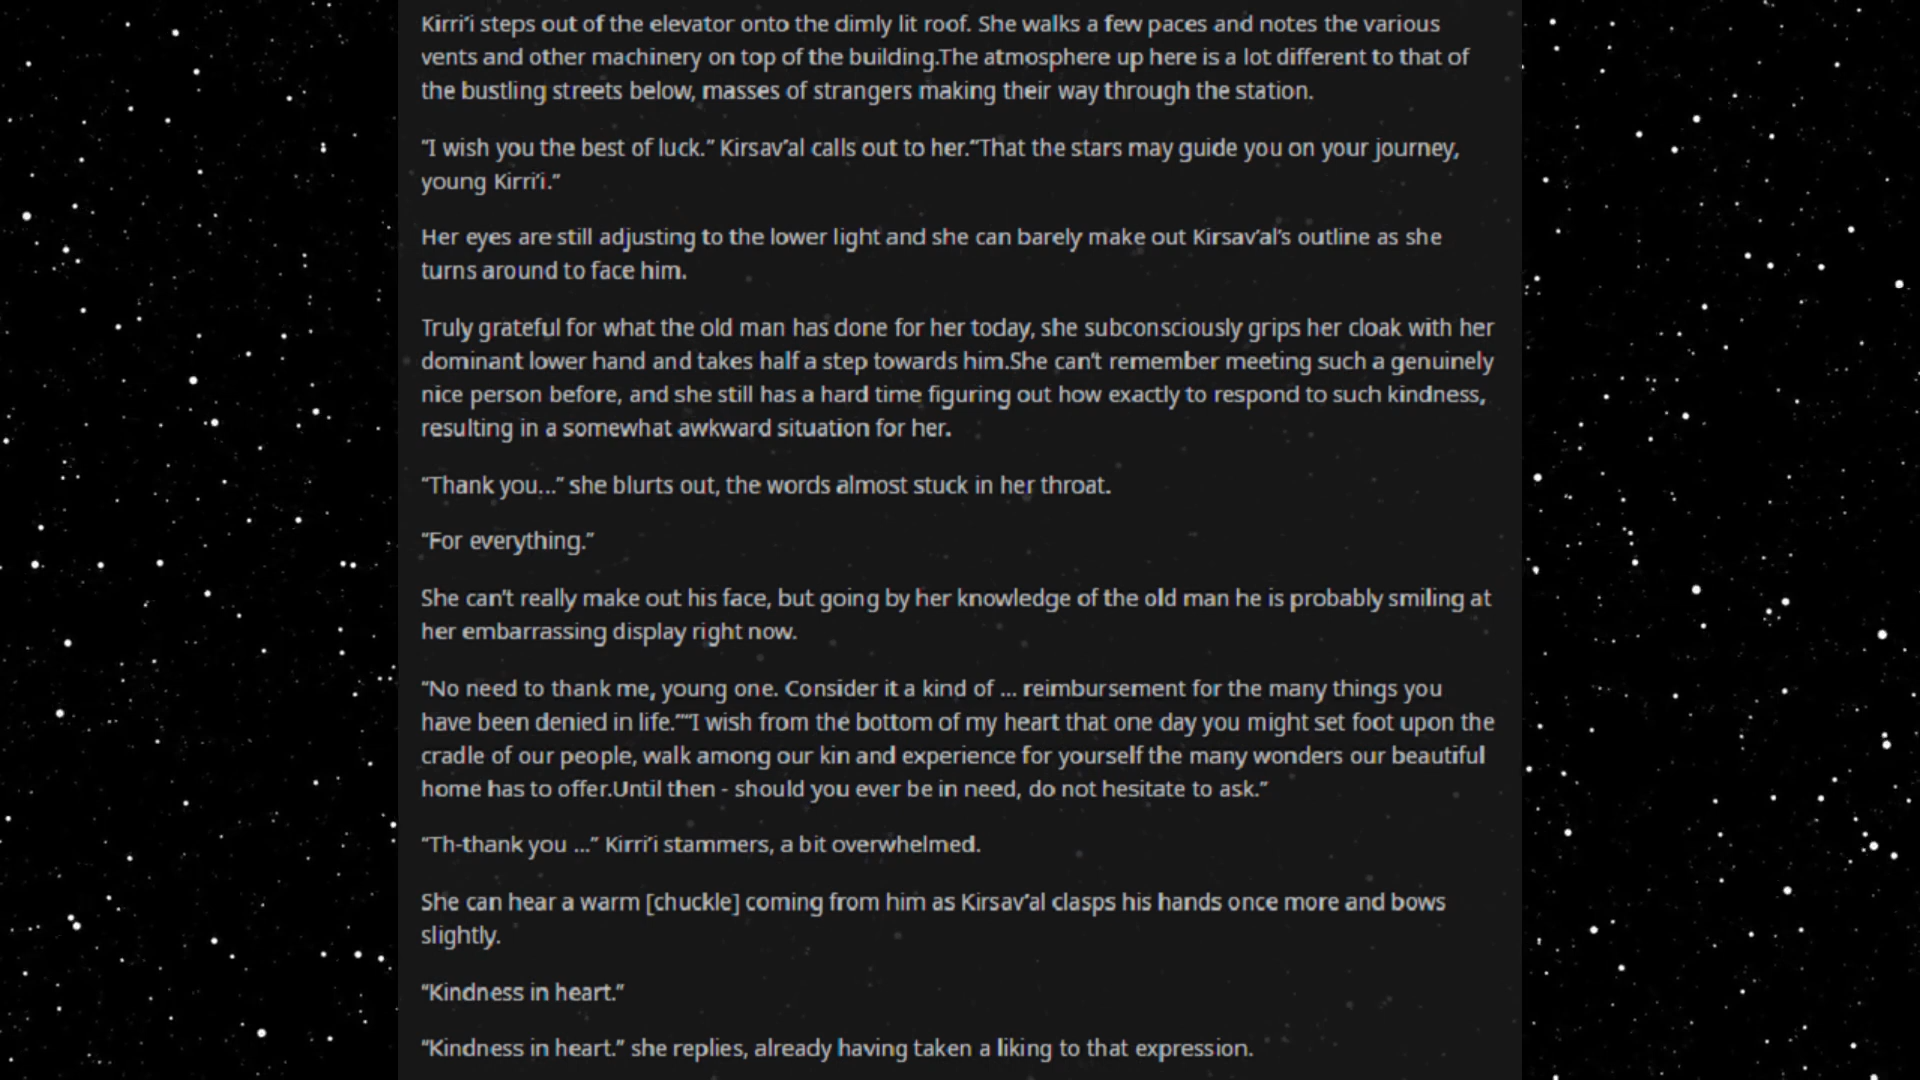 Kirri’i steps out of the elevator onto the dimly lit roof. She walks a few paces and notes the various
vents and other machinery on top of the building.The atmosphere up here is a lot different to that of
the bustling streets below, masses of strangers making their way through the station.
“I wish you the best of luck.” Kirsav’al calls out to her.“That the stars may guide you on your journey,
young Kirri’i.”
Her eyes are still adjusting to the lower light and she can barely make out Kirsav’al’s outline as she
turns around to face him.
Truly grateful for what the old man has done for her today, she subconsciously grips her cloak with her
dominant lower hand and takes half a step towards him.She can’t remember meeting such a genuinely
nice person before, and she still has a hard time figuring out how exactly to respond to such kindness,
resulting in a somewhat awkward situation for her.
“Thank you...” she blurts out, the words almost stuck in her throat.
“For everything.”
She can’t really make out his face, but going by her knowledge of the old man he is probably smiling at
her embarrassing display right now.
“No need to thank me, young one. Consider it a kind of ... reimbursement for the many things you
have been denied in life.”“I wish from the bottom of my heart that one day you might set foot upon the
cradle of our people, walk among our kin and experience for yourself the many wonders our beautiful
home has to offer.Until then - should you ever be in need, do not hesitate to ask.”
“Th-thank you ...” Kirri’i stammers, a bit overwhelmed.
She can hear a warm [chuckle] coming from him as Kirsav’al clasps his hands once more and bows
slightly.
“Kindness in heart.”
“Kindness in heart.” she replies, already having taken a liking to that expression.